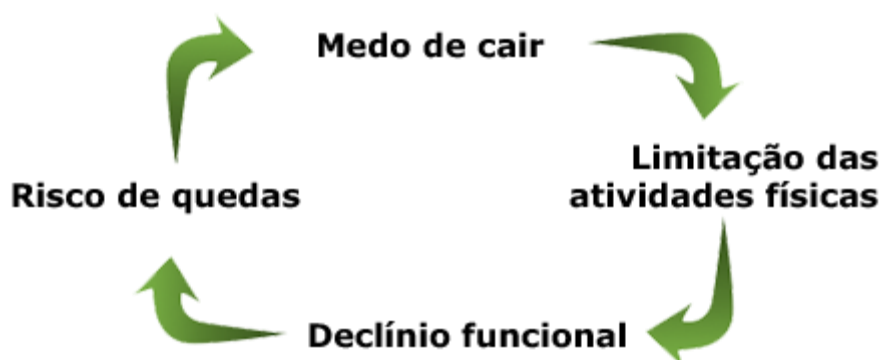 Medo de cair
Limitação das
atividades físicas
Risco de quedas
Declínio funcional